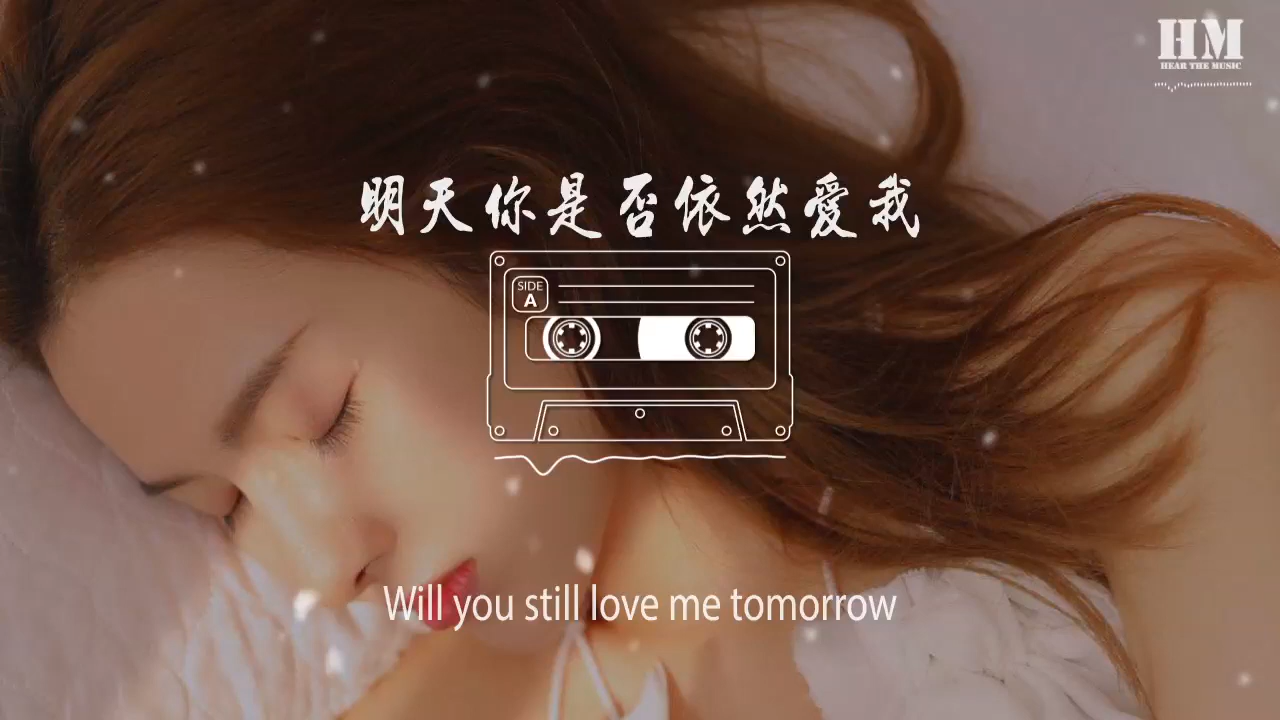 HM
HEAR THE MUSIC
明天你是否依然愛我
SIDE
A
Will you still love me tomorrow